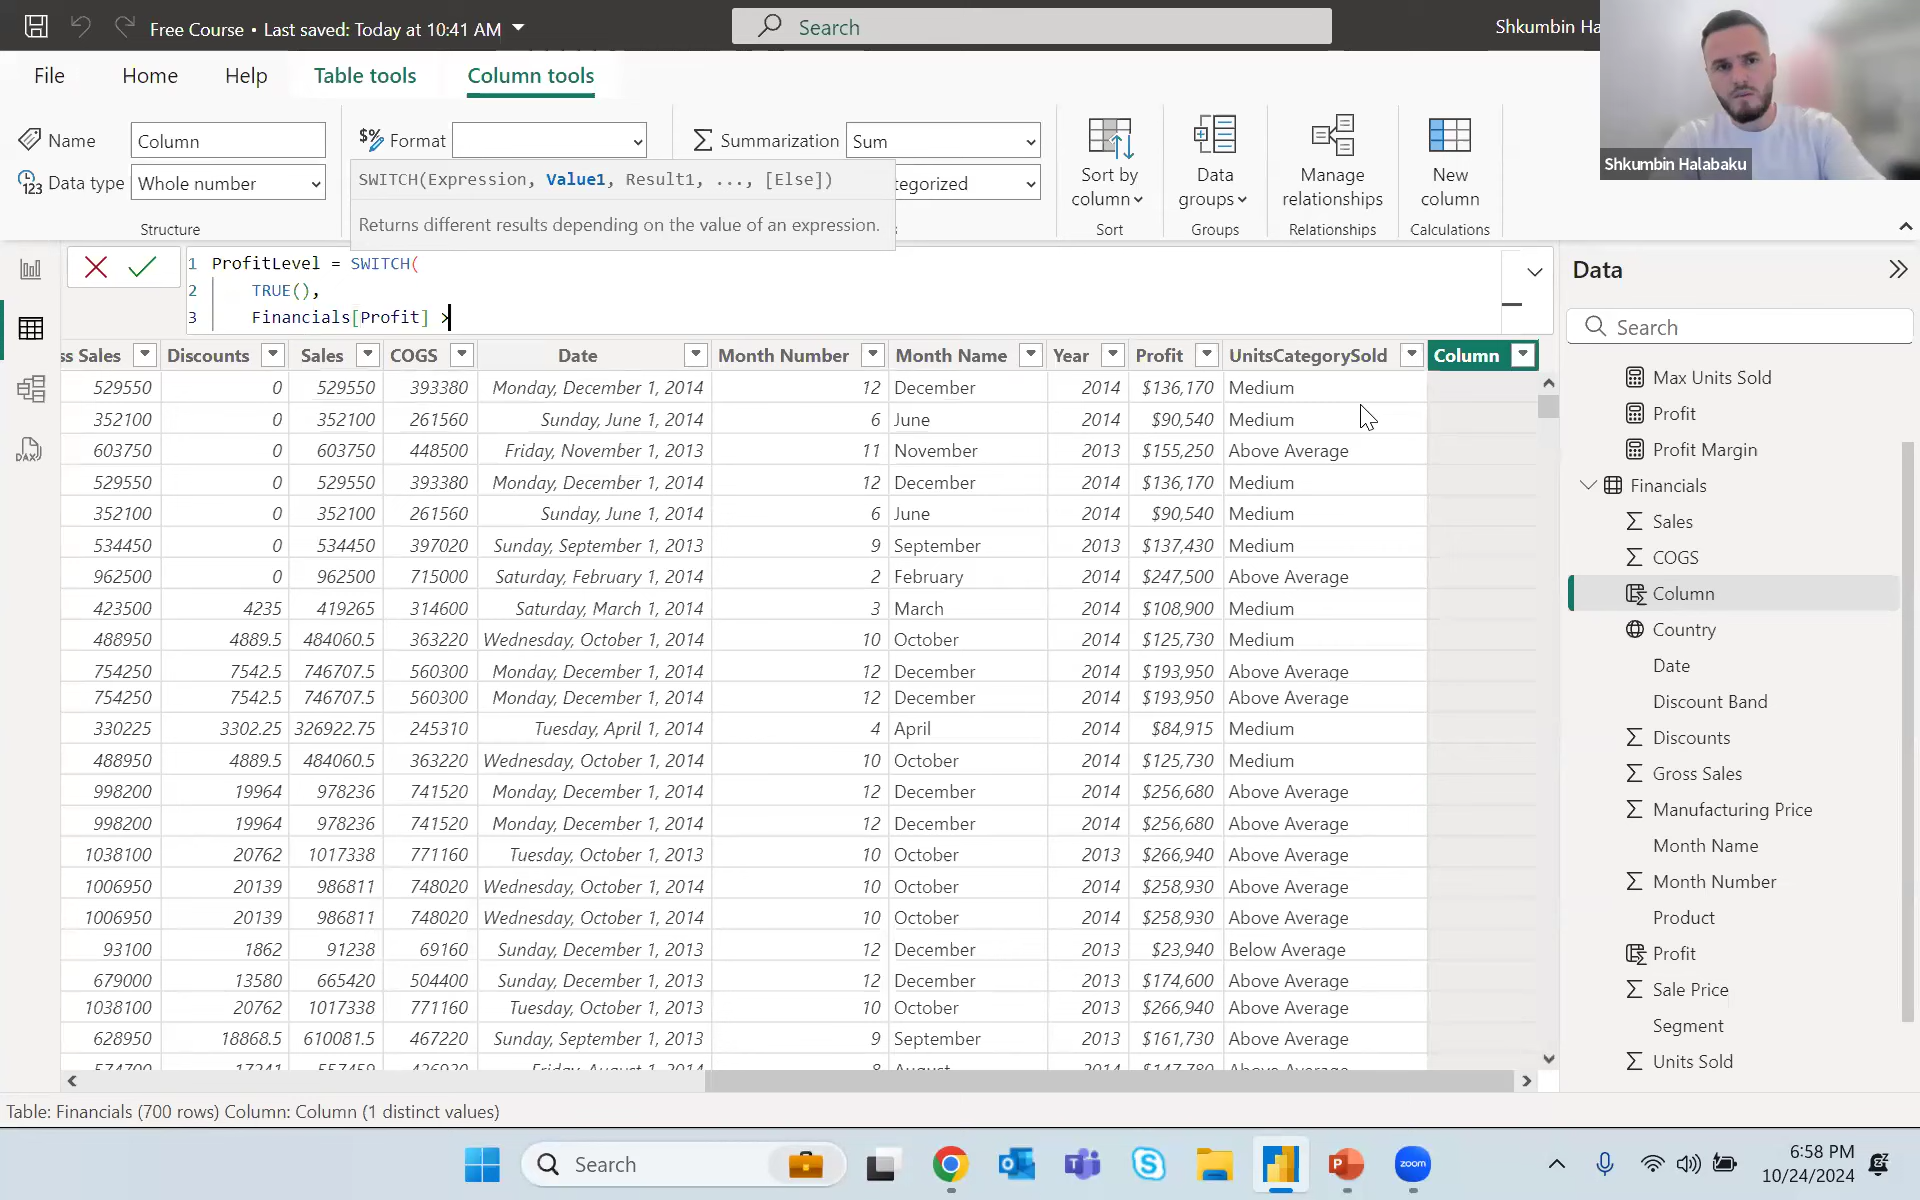 Free Course • Last saved: Today at 10:41 AM
Search
Shkumbin Ha
File Home Help Table tools Column tools
Name Column
Format
Summarization Sum
Data type Whole number
SWITCH(Expression, Value1, Result1, ..., [Else])
egorized
Returns different results depending on the value of an expression.
Sort by column
Data groups
Manage relationships
New column
Structure
Sort
Groups
Relationships
Calculations
Shkumbin Halabaku
1 ProfitLevel = SWITCH(
2 TRUE(),
3 Financials[Profit] >
ss Sales Discounts Sales COGS Date Month Number Month Name Year Profit UnitsCategorySold Column
529550 0 529550 393380 Monday, December 1, 2014 12 December 2014 $136,170 Medium
352100 0 352100 261560 Sunday, June 1, 2014 6 June 2014 $90,540 Medium
603750 0 603750 448500 Friday, November 1, 2013 11 November 2013 $155,250 Above Average
529550 0 529550 393380 Monday, December 1, 2014 12 December 2014 $136,170 Medium
352100 0 352100 261560 Sunday, June 1, 2014 6 June 2014 $90,540 Medium
534450 0 534450 397020 Sunday, September 1, 2013 9 September 2013 $137,430 Medium
962500 0 962500 715000 Saturday, February 1, 2014 2 February 2014 $247,500 Above Average
423500 4235 419265 314600 Saturday, March 1, 2014 3 March 2014 $108,900 Medium
488950 4889.5 484060.5 363220 Wednesday, October 1, 2014 10 October 2014 $125,730 Medium
754250 7542.5 746707.5 560300 Monday, December 1, 2014 12 December 2014 $193,950 Above Average
754250 7542.5 746707.5 560300 Monday, December 1, 2014 12 December 2014 $193,950 Above Average
330225 3302.25 326922.75 245310 Tuesday, April 1, 2014 4 April 2014 $84,915 Medium
488950 4889.5 484060.5 363220 Wednesday, October 1, 2014 10 October 2014 $125,730 Medium
998200 19964 978236 741520 Monday, December 1, 2014 12 December 2014 $256,680 Above Average
998200 19964 978236 741520 Monday, December 1, 2014 12 December 2014 $256,680 Above Average
1038100 20762 1017338 771160 Tuesday, October 1, 2013 10 October 2013 $266,940 Above Average
1006950 20139 986811 748020 Wednesday, October 1, 2014 10 October 2014 $258,930 Above Average
1006950 20139 986811 748020 Wednesday, October 1, 2014 10 October 2014 $258,930 Above Average
93100 1862 91238 69160 Sunday, December 1, 2013 12 December 2013 $23,940 Below Average
679000 13580 665420 504400 Sunday, December 1, 2013 12 December 2013 $174,600 Above Average
1038100 20762 1017338 771160 Tuesday, October 1, 2013 10 October 2013 $266,940 Above Average
628950 18868.5 610081.5 467220 Sunday, September 1, 2013 9 September 2013 $161,730 Above Average
Data
Search
Max Units Sold
Profit
Profit Margin
Financials
Sales
COGS
Column
Country
Date
Discount Band
Discounts
Gross Sales
Manufacturing Price
Month Name
Month Number
Product
Profit
Sale Price
Segment
Units Sold
Table: Financials (700 rows) Column: Column (1 distinct values)
Search
zoom
6:58 PM
10/24/2024